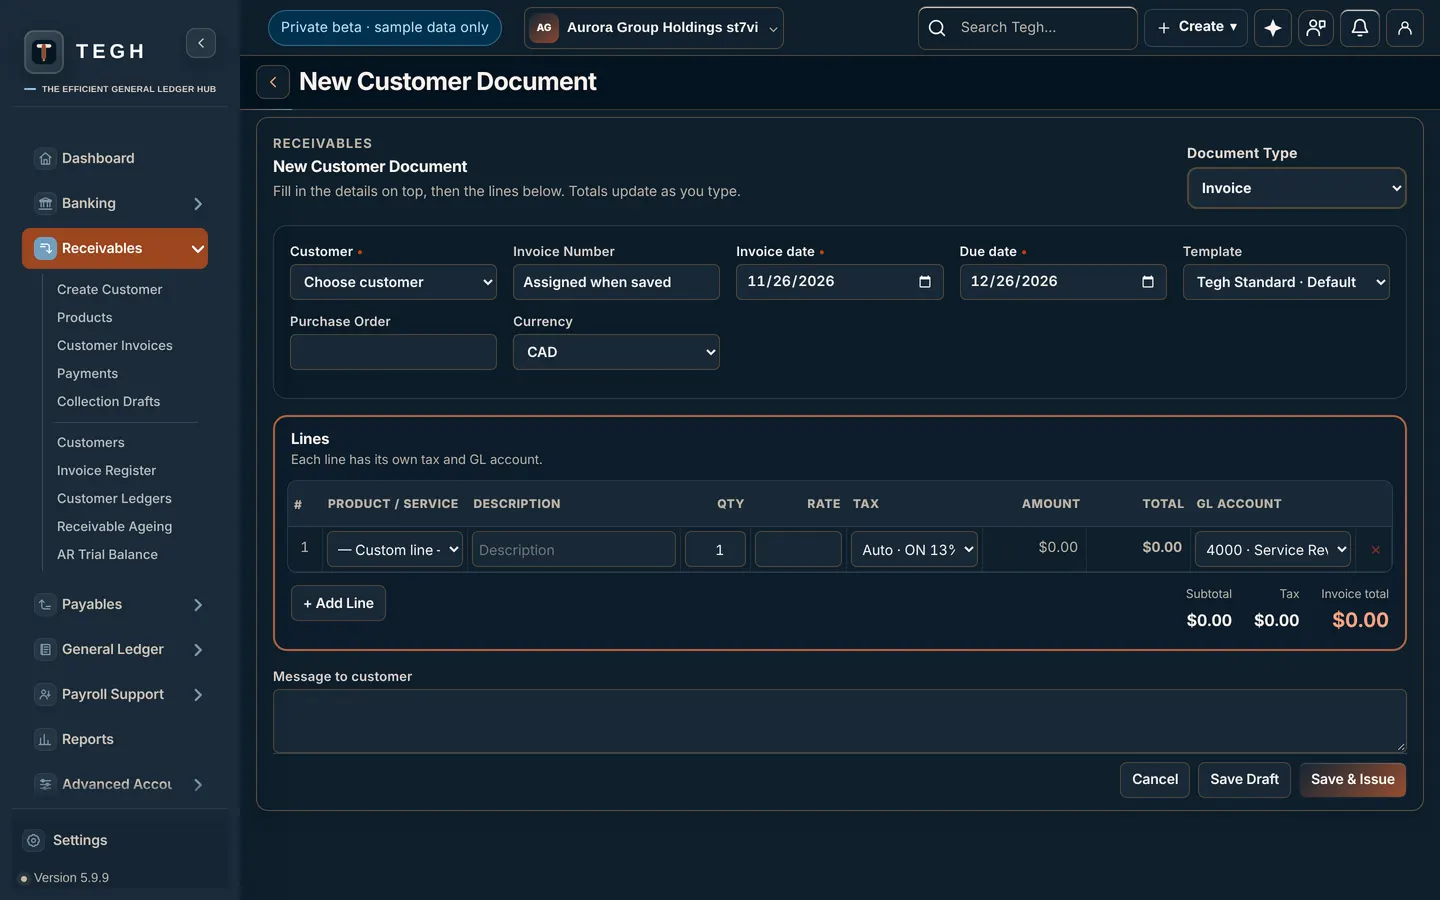 TEGH
THE EFFICIENT GENERAL LEDGER HUB
Dashboard
Banking
Receivables
Create Customer
Products
Customer Invoices
Payments
Collection Drafts
Customers
Invoice Register
Customer Ledgers
Receivable Ageing
AR Trial Balance
Payables
General Ledger
Payroll Support
Reports
Advanced Accou
Settings
Version 5.9.9
Private beta · sample data only
AG Aurora Group Holdings st7vi
Search Tegh...
+ Create ▾
New Customer Document
RECEIVABLES
New Customer Document
Fill in the details on top, then the lines below. Totals update as you type.
Document Type
Invoice
Customer • Invoice Number Invoice date • Due date • Template
Choose customer Assigned when saved 11/26/2026 12/26/2026 Tegh Standard · Default
Purchase Order Currency
CAD
Lines
Each line has its own tax and GL account.
# PRODUCT / SERVICE DESCRIPTION QTY RATE TAX AMOUNT TOTAL GL ACCOUNT
1 — Custom line - Description 1 Auto · ON 13% $0.00 $0.00 4000 · Service Rev ×
+ Add Line
Subtotal Tax Invoice total
$0.00 $0.00 $0.00
Message to customer
Cancel Save Draft Save & Issue